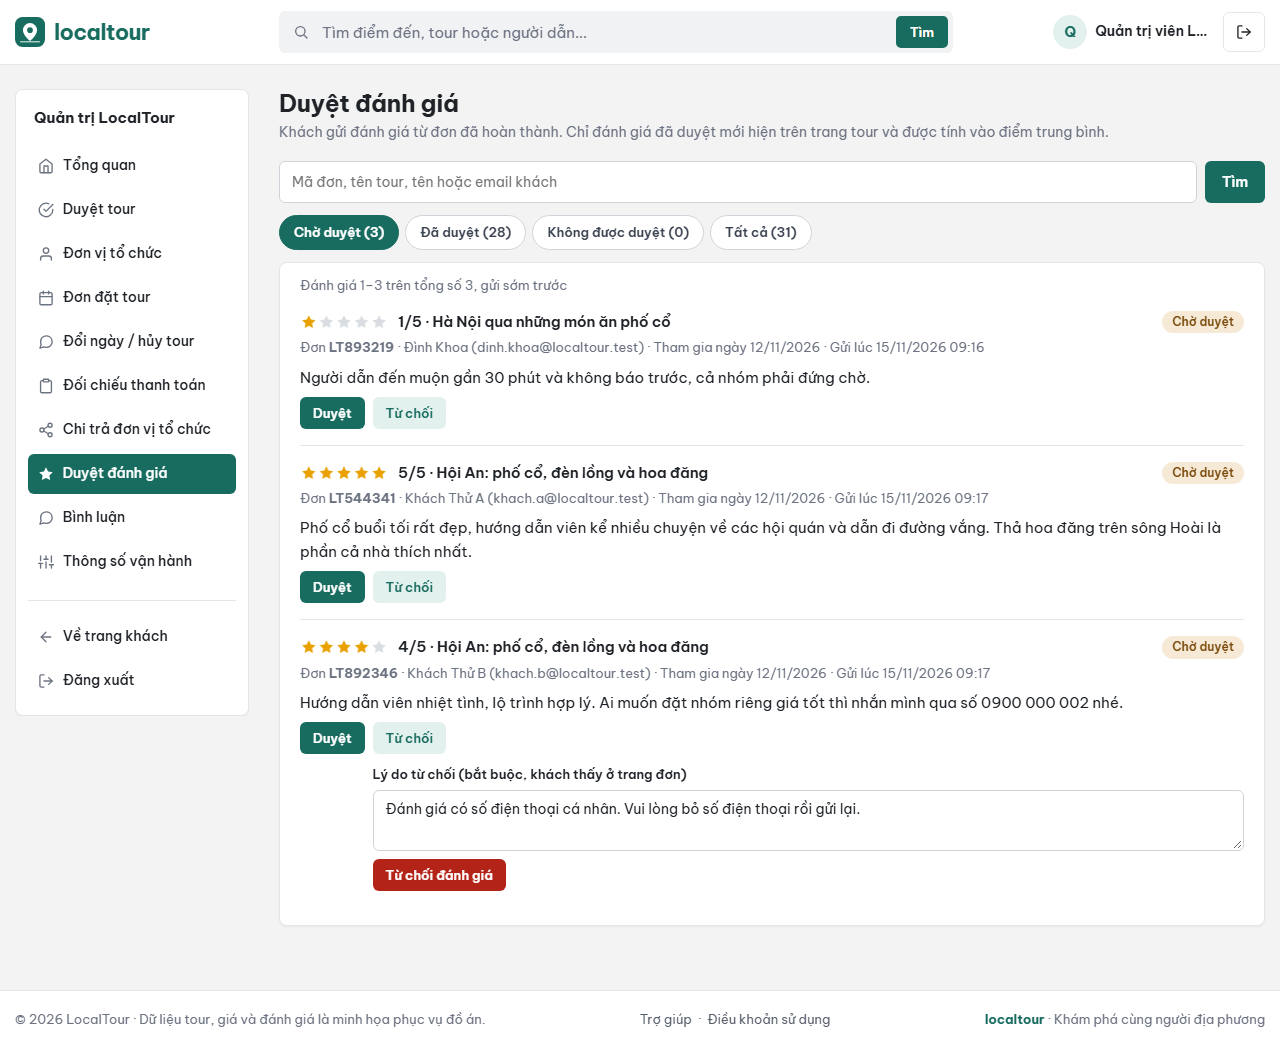 localtour
Tìm điểm đến, tour hoặc người dẫn...
Tìm
Q
Quản trị viên L...
Quản trị LocalTour
Tổng quan
Duyệt tour
Đơn vị tổ chức
Đơn đặt tour
Đổi ngày / hủy tour
Đối chiếu thanh toán
Chi trả đơn vị tổ chức
Duyệt đánh giá
Bình luận
Thông số vận hành
Về trang khách
Đăng xuất
Duyệt đánh giá
Khách gửi đánh giá từ đơn đã hoàn thành. Chỉ đánh giá đã duyệt mới hiện trên trang tour và được tính vào điểm trung bình.
Mã đơn, tên tour, tên hoặc email khách
Tìm
Chờ duyệt (3)
Đã duyệt (28)
Không được duyệt (0)
Tất cả (31)
Đánh giá 1–3 trên tổng số 3, gửi sớm trước
1/5 · Hà Nội qua những món ăn phố cổ
Chờ duyệt
Đơn LT893219 · Đình Khoa (dinh.khoa@localtour.test) · Tham gia ngày 12/11/2026 · Gửi lúc 15/11/2026 09:16
Người dẫn đến muộn gần 30 phút và không báo trước, cả nhóm phải đứng chờ.
Duyệt
Từ chối
5/5 · Hội An: phố cổ, đèn lồng và hoa đăng
Chờ duyệt
Đơn LT544341 · Khách Thử A (khach.a@localtour.test) · Tham gia ngày 12/11/2026 · Gửi lúc 15/11/2026 09:17
Phố cổ buổi tối rất đẹp, hướng dẫn viên kể nhiều chuyện về các hội quán và dẫn đi đường vắng. Thả hoa đăng trên sông Hoài là
phần cả nhà thích nhất.
Duyệt
Từ chối
4/5 · Hội An: phố cổ, đèn lồng và hoa đăng
Chờ duyệt
Đơn LT892346 · Khách Thử B (khach.b@localtour.test) · Tham gia ngày 12/11/2026 · Gửi lúc 15/11/2026 09:17
Hướng dẫn viên nhiệt tình, lộ trình hợp lý. Ai muốn đặt nhóm riêng giá tốt thì nhắn mình qua số 0900 000 002 nhé.
Duyệt
Từ chối
Lý do từ chối (bắt buộc, khách thấy ở trang đơn)
Đánh giá có số điện thoại cá nhân. Vui lòng bỏ số điện thoại rồi gửi lại.
Từ chối đánh giá
© 2026 LocalTour · Dữ liệu tour, giá và đánh giá là minh họa phục vụ đồ án.
Trợ giúp · Điều khoản sử dụng
localtour · Khám phá cùng người địa phương